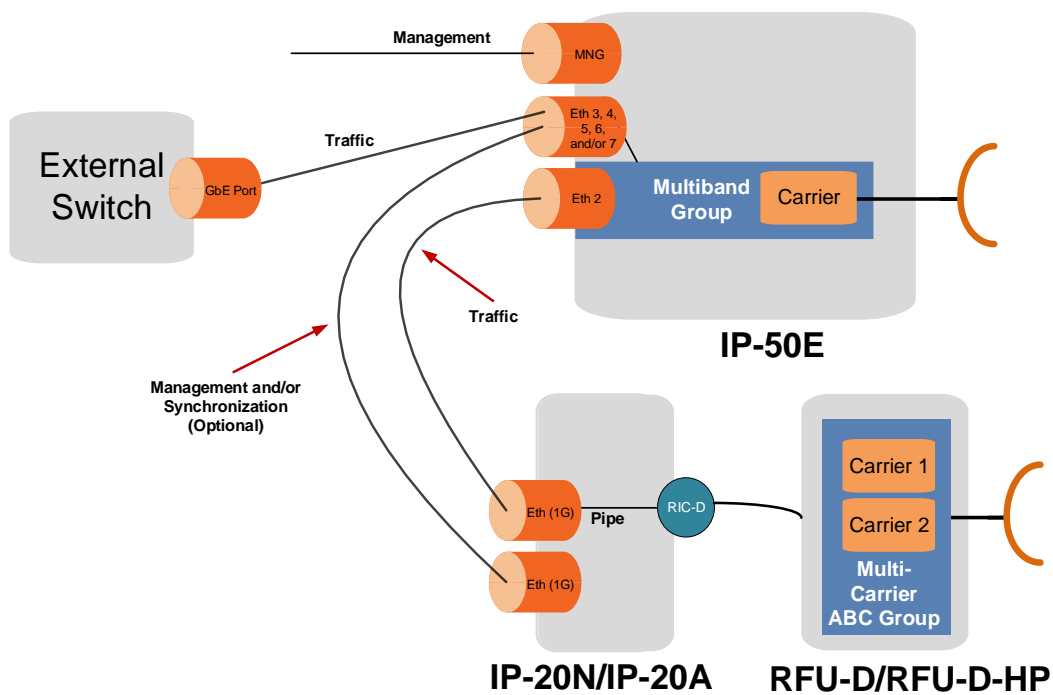 Management
MNG
External
Switch
GbE Port
Traffic
Eth 3, 4,
5, 6,
and/or 7
Eth 2
Multiband
Group
Carrier
Traffic
IP-50E
Management and/or
Synchronization
(Optional)
Eth (1G)
Pipe
RIC-D
Eth (1G)
Carrier 1
Carrier 2
Multi-
Carrier
ABC Group
IP-20N/IP-20A
RFU-D/RFU-D-HP